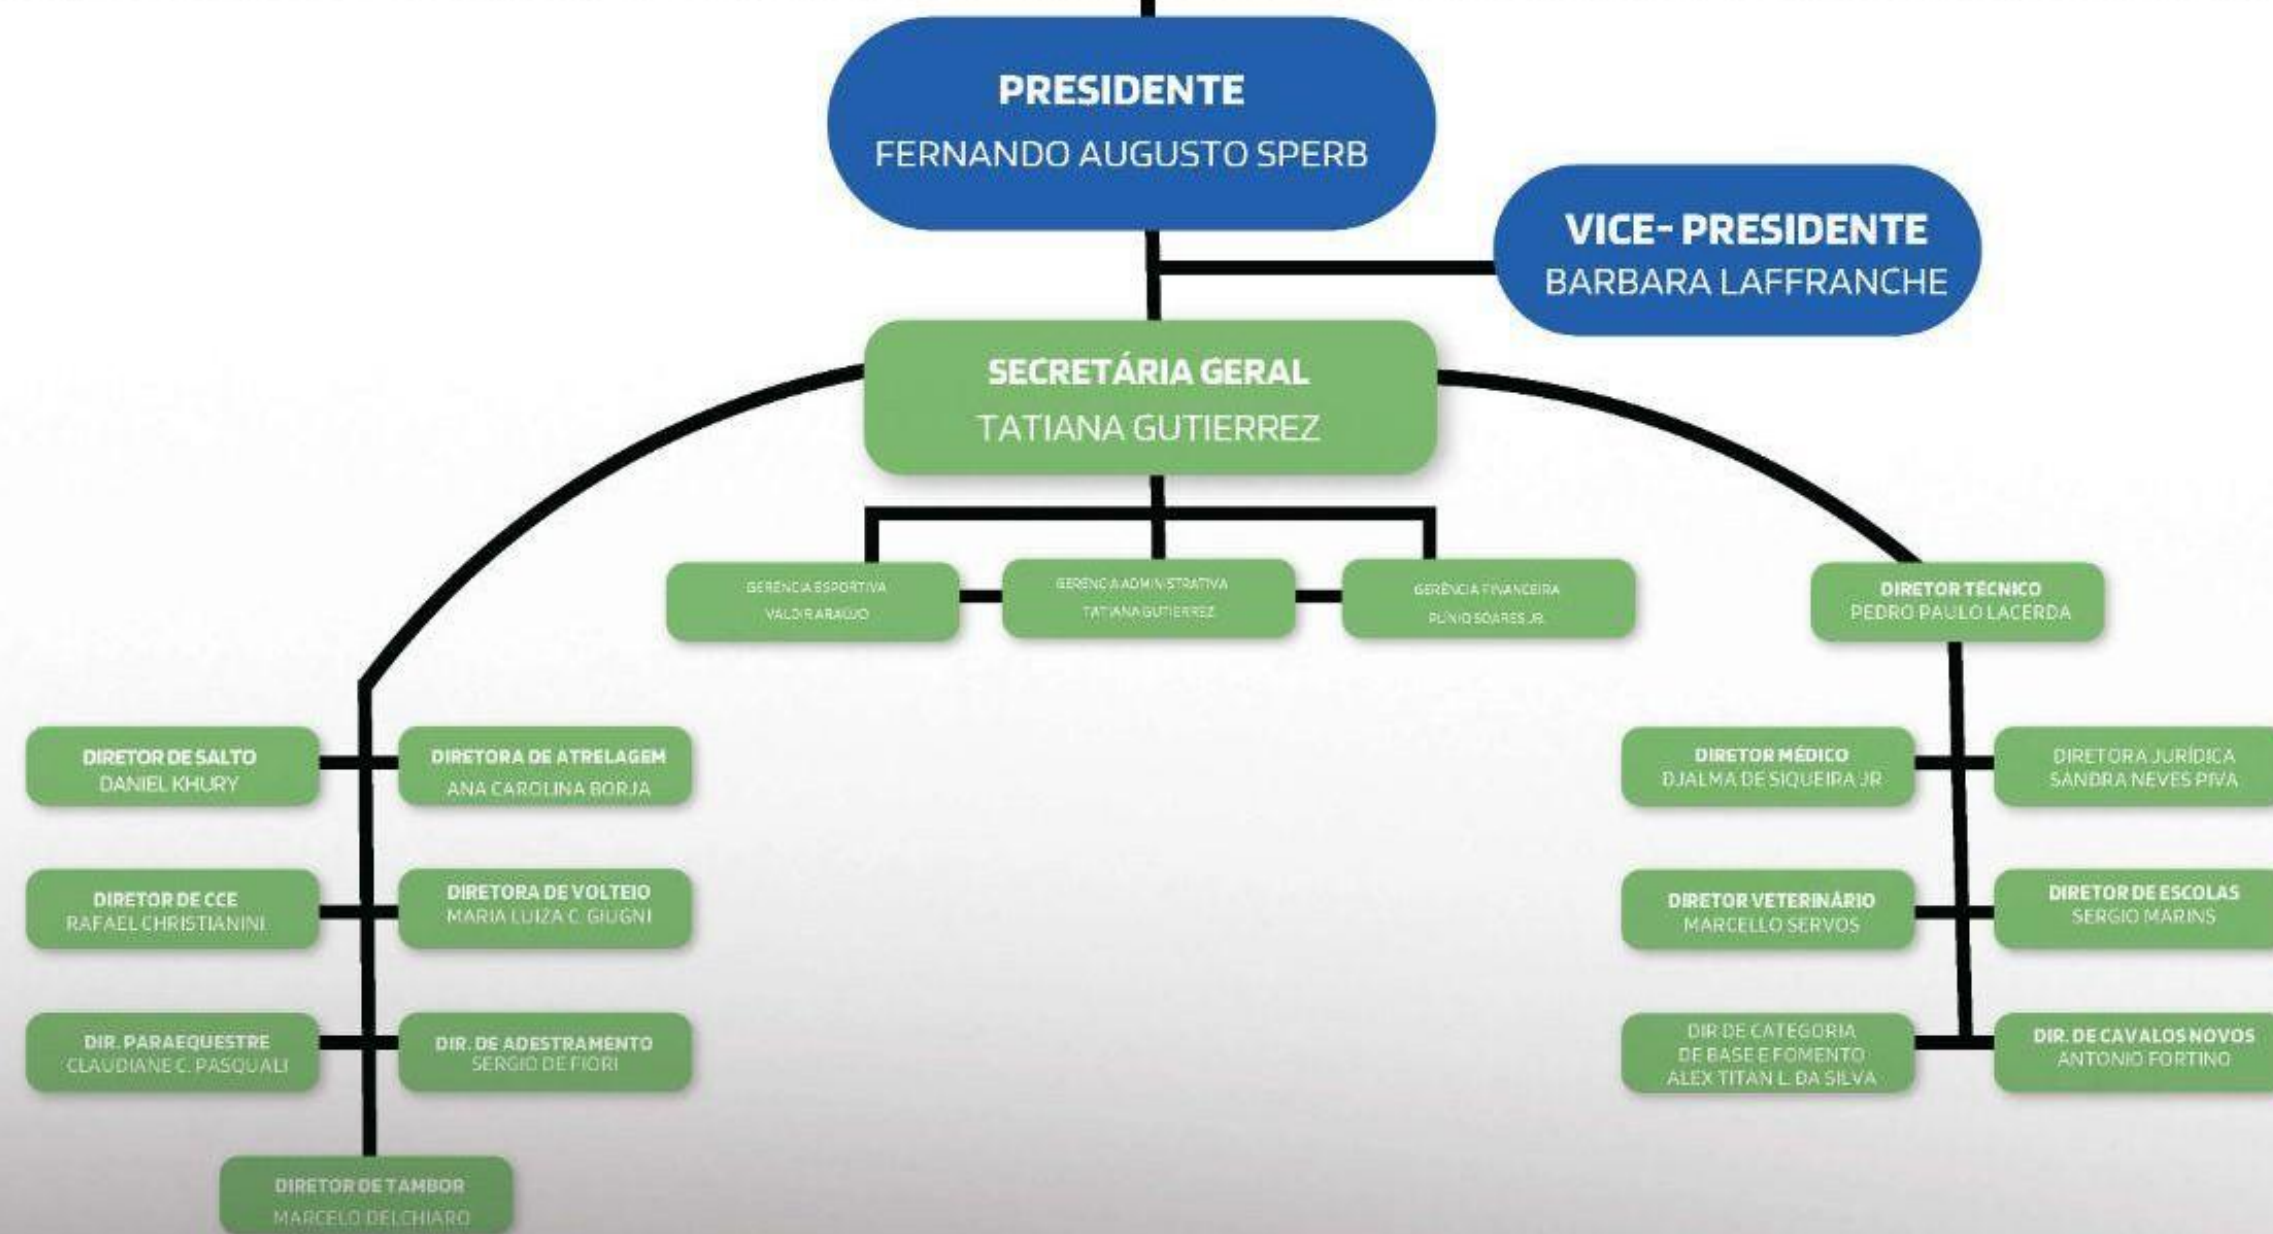 PRESIDENTE
FERNANDO AUGUSTO SPERB
VICE- PRESIDENTE
BARBARA LAFFRANCHE
SECRETÁRIA GERAL
TATIANA GUTIERREZ
GERÊNCIA ESPORTIVA
VALDIR ARAÚJO
GERÊNCIA ADMINISTRATIVA
TATIANA GUTIERREZ
GERÊNCIA FINANCEIRA
PLÍNIO SOARES JR.
DIRETOR TÉCNICO
PEDRO PAULO LACERDA
DIRETOR DE SALTO
DANIEL KHURY
DIRETORA DE ATRELAGEM
ANA CAROLINA BORJA
DIRETOR DE CCE
RAFAEL CHRISTIANINI
DIRETORA DE VOLTEIO
MARIA LUIZA C. GIUGNI
DIR. PARAEQUESTRE
CLAUDIANE C. PASQUALI
DIR. DE ADESTRAMENTO
SERGIO DE FIORI
DIRETOR DE TAMBOR
MARCELO DELCHIARO
DIRETOR MÉDICO
DJALMA DE SIQUEIRA JR
DIRETORA JURÍDICA
SANDRA NEVES PIVA
DIRETOR VETERINÁRIO
MARCELLO SERVOS
DIRETOR DE ESCOLAS
SERGIO MARINS
DIR DE CATEGORIA
DE BASE E FOMENTO
ALEX TITAN L. DA SILVA
DIR. DE CAVALOS NOVOS
ANTONIO FORTINO